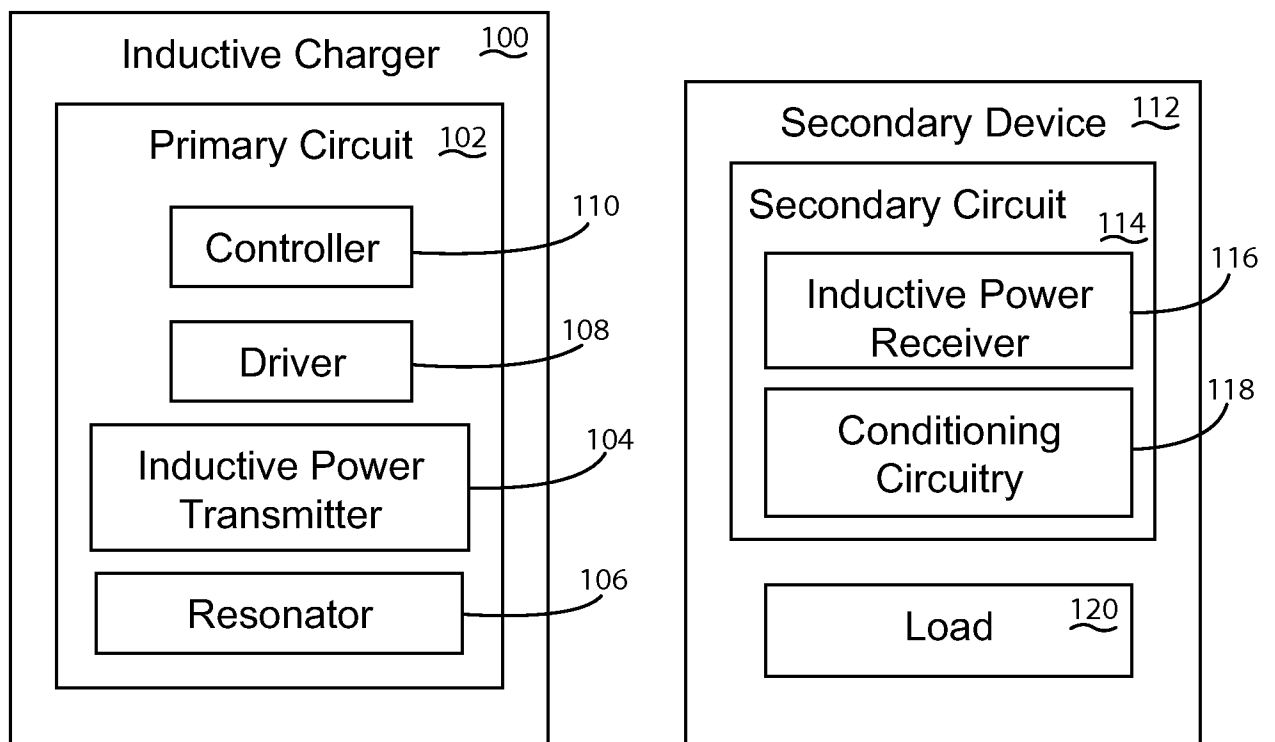 Inductive Charger 100
Primary Circuit 102
Controller 110
Driver 108
Inductive Power
Transmitter 104
Resonator 106
Secondary Device 112
Secondary Circuit 114
Inductive Power
Receiver 116
Conditioning
Circuitry 118
Load 120